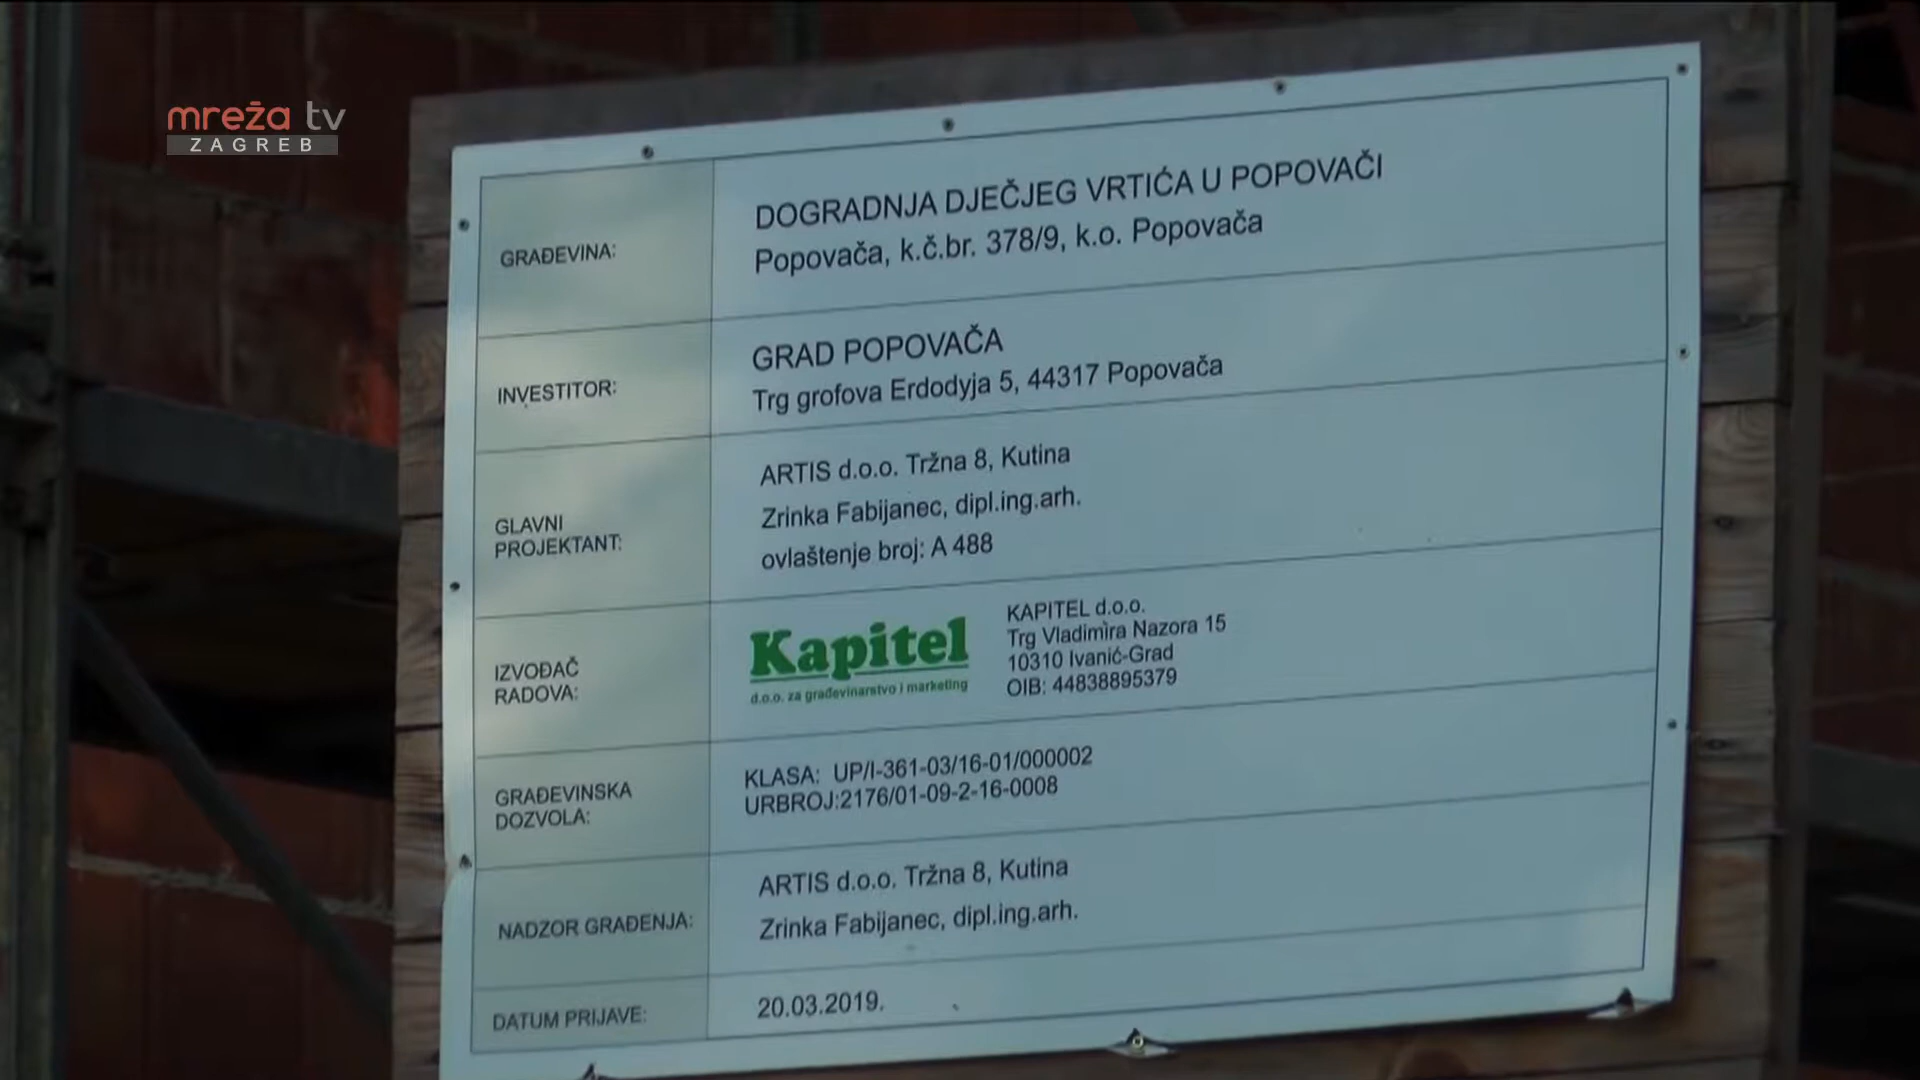 mreža tv
ZAGREB
GRAĐEVINA:
DOGRADNJA DJEČJEG VRTIĆA U POPOVAČI
Popovača, k.č.br. 378/9, k.o. Popovača
INVESTITOR:
GRAD POPOVAČA
Trg grofova Erdodyja 5, 44317 Popovača
GLAVNI
PROJEKTANT:
ARTIS d.o.o. Tržna 8, Kutina
Zrinka Fabijanec, dipl.ing.arh.
ovlaštenje broj: A 488
IZVOĐAČ
RADOVA:
Kapitel
d.o.o. za građevinarstvo i marketing
KAPITEL d.o.o.
Trg Vladimira Nazora 15
10310 Ivanić-Grad
OIB: 44838895379
GRAĐEVINSKA
DOZVOLA:
KLASA: UP/I-361-03/16-01/000002
URBROJ:2176/01-09-2-16-0008
NADZOR GRAĐENJA:
ARTIS d.o.o. Tržna 8, Kutina
Zrinka Fabijanec, dipl.ing.arh.
DATUM PRIJAVE:
20.03.2019.